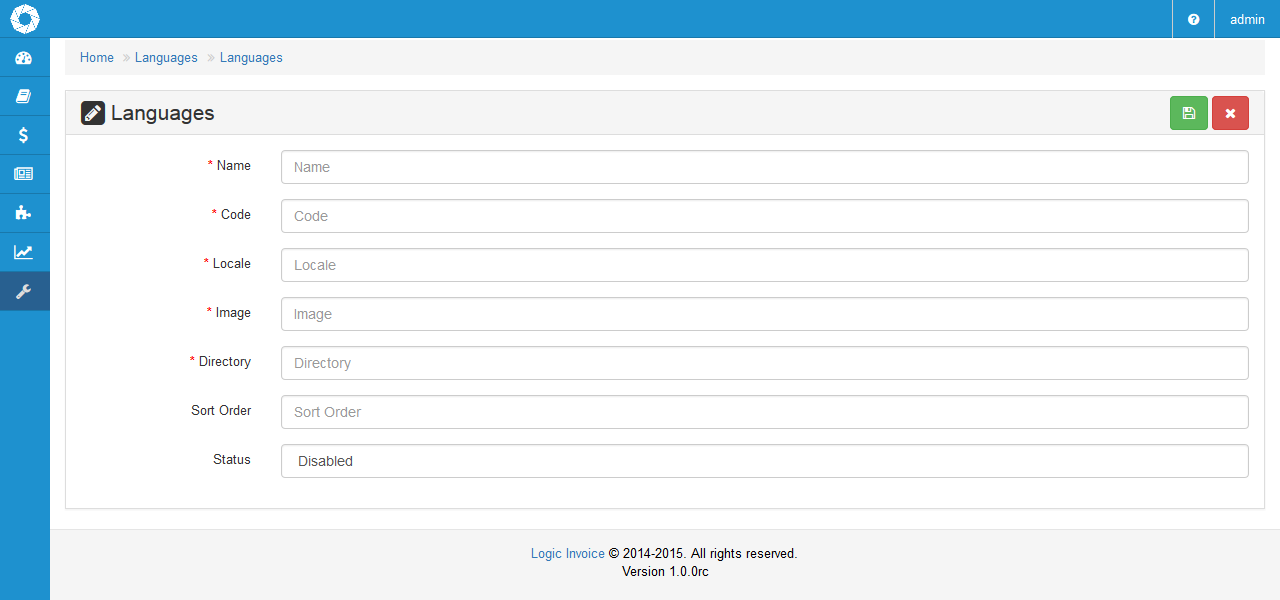 admin
Home » Languages » Languages
Languages
* Name
Name
* Code
Code
* Locale
Locale
* Image
Image
* Directory
Directory
Sort Order
Sort Order
Status
Disabled
Logic Invoice © 2014-2015. All rights reserved.
Version 1.0.0rc